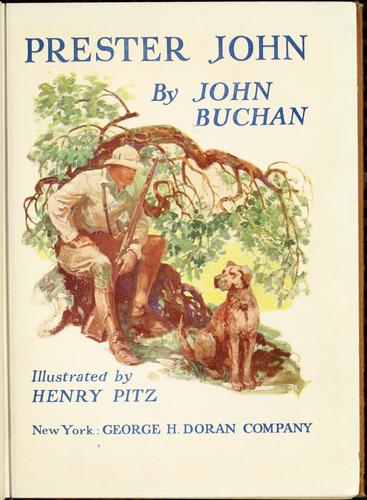 PRESTER JOHN
By JOHN
BUCHAN
Illustrated by
HENRY PITZ
New York: GEORGE H. DORAN COMPANY